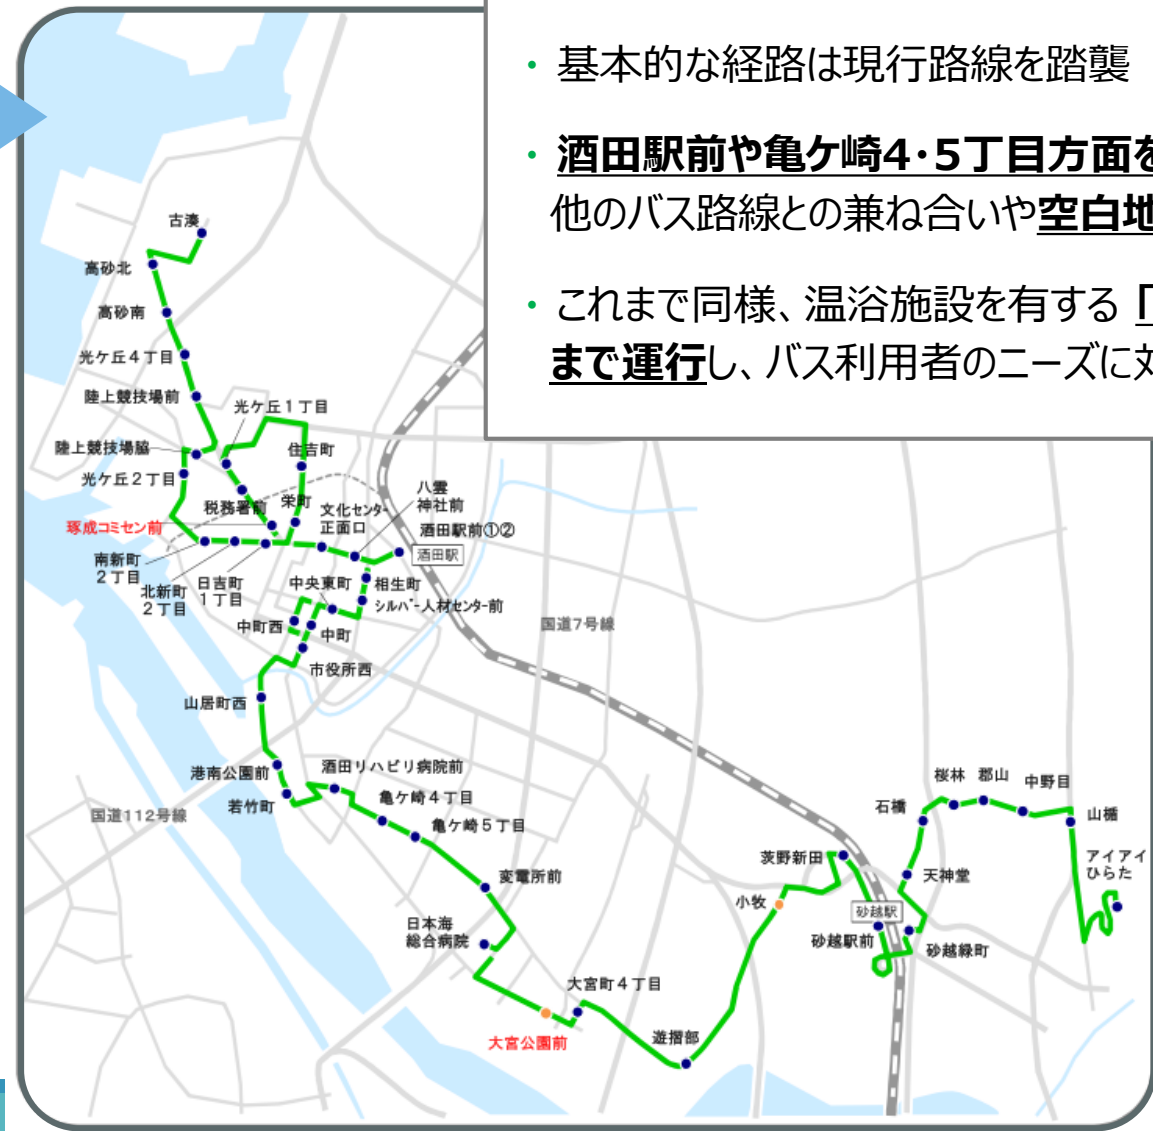 ・基本的な経路は現行路線を踏襲
・酒田駅前や亀ケ崎4・5丁目方面を
他のバス路線との兼ね合いや空白地
・これまで同様、温浴施設を有する「
まで運行し、バス利用者のニーズに対
古湊
高砂北
高砂南
光ケ丘4丁目
陸上競技場前
光ケ丘1丁目
陸上競技場脇
住吉町
光ケ丘2丁目
八雲
神社前
税務署前
栄町
文化センター
正面口
琢成コミセン前
酒田駅前①②
酒田駅
南新町
2丁目
北新町
2丁目
日吉町
1丁目
中央東町
相生町
シルバー人材センター前
中町西
中町
国道7号線
市役所西
山居町西
港南公園前
酒田リハビリ病院前
若竹町
国道112号線
亀ケ崎4丁目
亀ケ崎5丁目
桜林
郡山
中野目
石橋
山楯
変電所前
茨野新田
アイアイ
ひらた
天神堂
小牧
砂越駅
日本海
総合病院
砂越駅前
砂越緑町
大宮町4丁目
大宮公園前
遊摺部